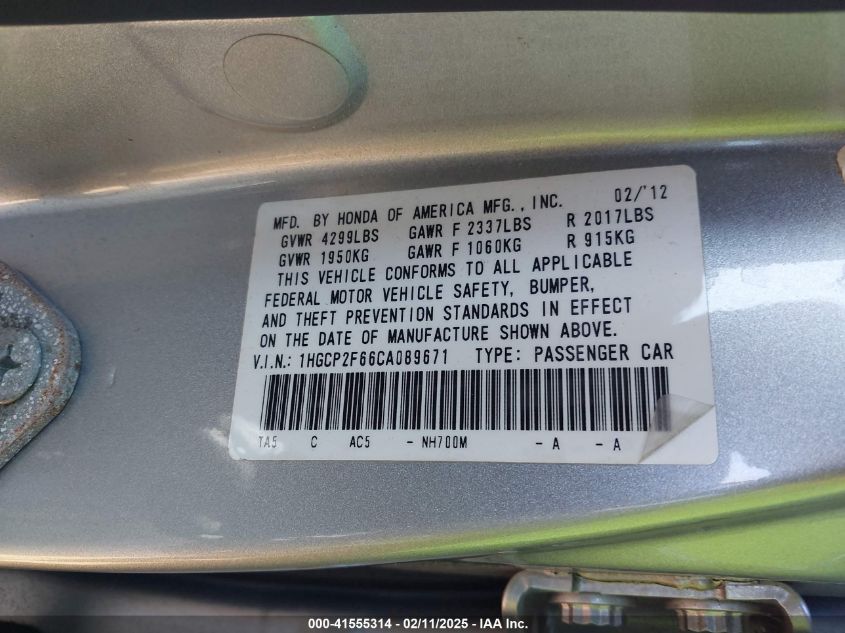 MFD. BY HONDA OF AMERICA MFG., INC. 02/'12
GVWR 4299LBS GAWR F 2337LBS R 2017LBS
GVWR 1950KG GAWR F 1060KG R 915KG
THIS VEHICLE CONFORMS TO ALL APPLICABLE
FEDERAL MOTOR VEHICLE SAFETY, BUMPER,
AND THEFT PREVENTION STANDARDS IN EFFECT
ON THE DATE OF MANUFACTURE SHOWN ABOVE.
V.I.N.: 1HGCP2F66CA089671 TYPE: PASSENGER CAR
TA5 C AC5 - NH700M - A - A
000-41555314 / 02/11/2025 - IAA Inc.